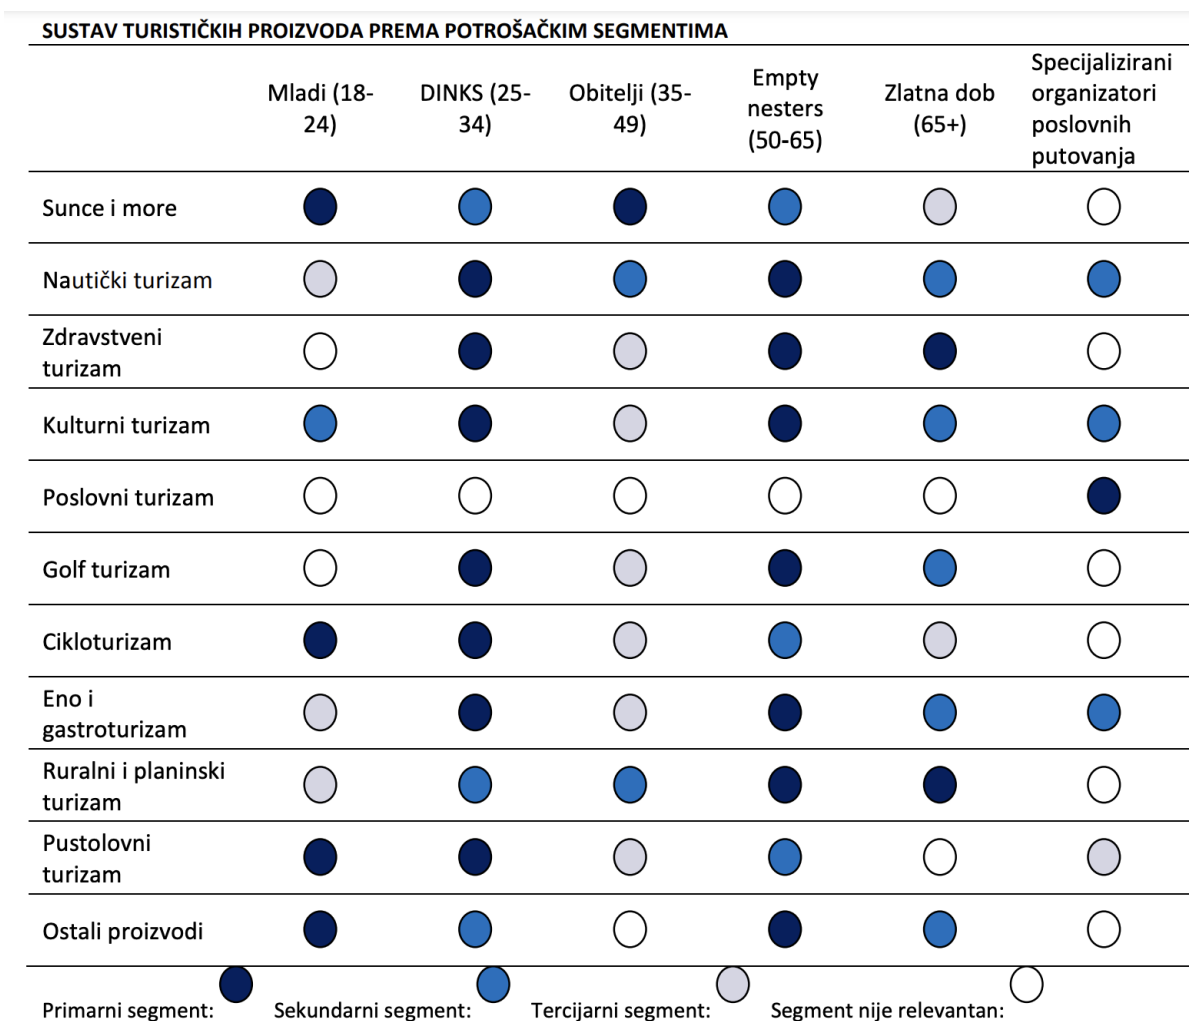 SUSTAV TURISTIČKIH PROIZVODA PREMA POTROŠAČKIM SEGMENTIMA
Mladi (18-
24)
DINKS (25-
34)
Obitelji (35-
49)
Empty
nesters
(50-65)
Zlatna dob
(65+)
Specijalizirani
organizatori
poslovnih
putovanja
Sunce i more
Nautički turizam
Zdravstveni
turizam
Kulturni turizam
Poslovni turizam
Golf turizam
Cikloturizam
Eno i
gastroturizam
Ruralni i planinski
turizam
Pustolovni
turizam
Ostali proizvodi
Primarni segment: Sekundarni segment: Tercijarni segment: Segment nije relevantan: